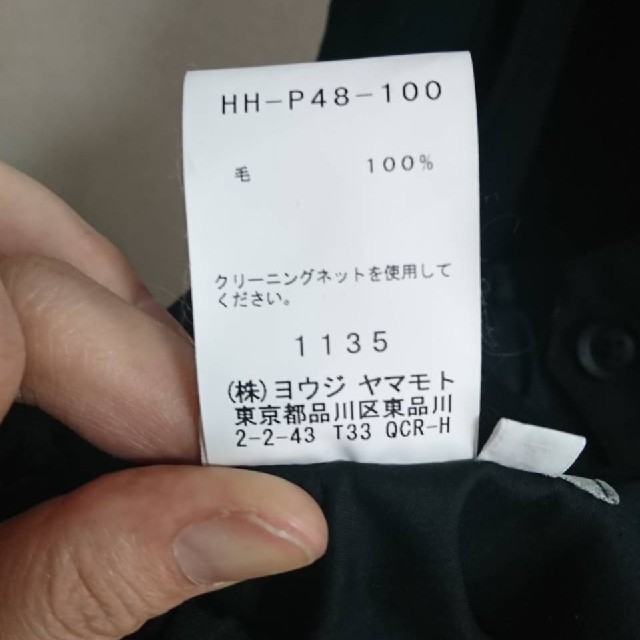 HH-P48-100
毛 100%
クリーニングネットを使用して
ください。
1135
(株)ヨウジ ヤマモト
東京都品川区東品川
2-2-43 T33 QCR-H